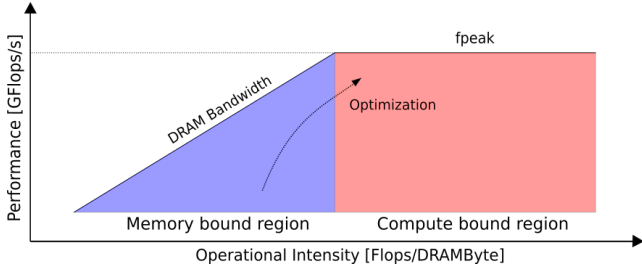 fpeak
DRAM Bandwidth
Optimization
Performance [GFlops/s]
Memory bound region
Compute bound region
Operational Intensity [Flops/DRAMByte]